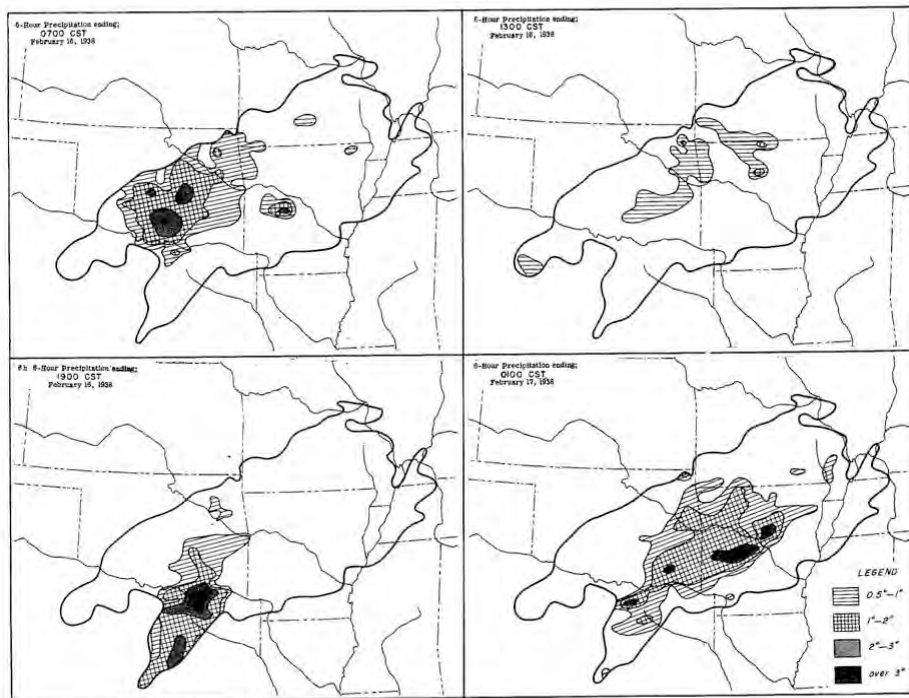 6-Hour Precipitation ending;
0700 CST
February 16, 1938
6-Hour Precipitation ending;
1300 CST
February 16, 1938
6-Hour Precipitation ending;
1900 CST
February 16, 1938
6-Hour Precipitation ending;
0100 CST
February 17, 1938
LEGEND
0.5"-1"
1"-2"
2"-3"
over 3"